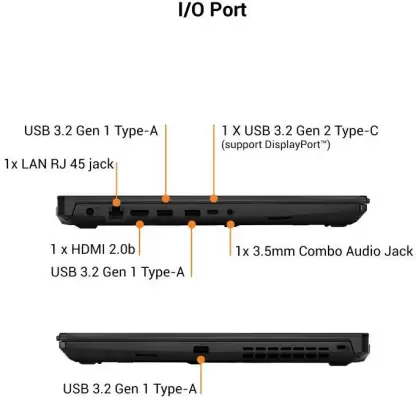 I/O Port
USB 3.2 Gen 1 Type-A
1 X USB 3.2 Gen 2 Type-C
(support DisplayPort™)
1x LAN RJ 45 jack
1 x HDMI 2.0b
1x 3.5mm Combo Audio Jack
USB 3.2 Gen 1 Type-A
USB 3.2 Gen 1 Type-A